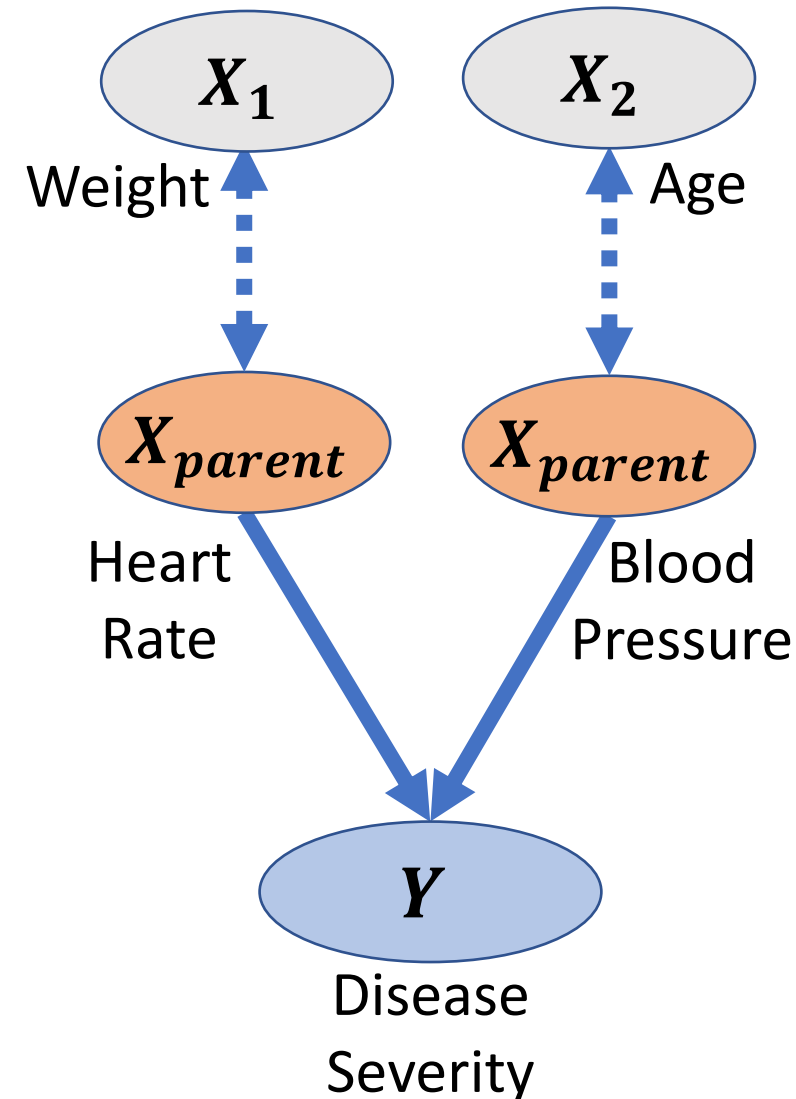 X1 X2
Weight Age
Xparent Xparent
Heart Blood
Rate Pressure
Y
Disease
Severity